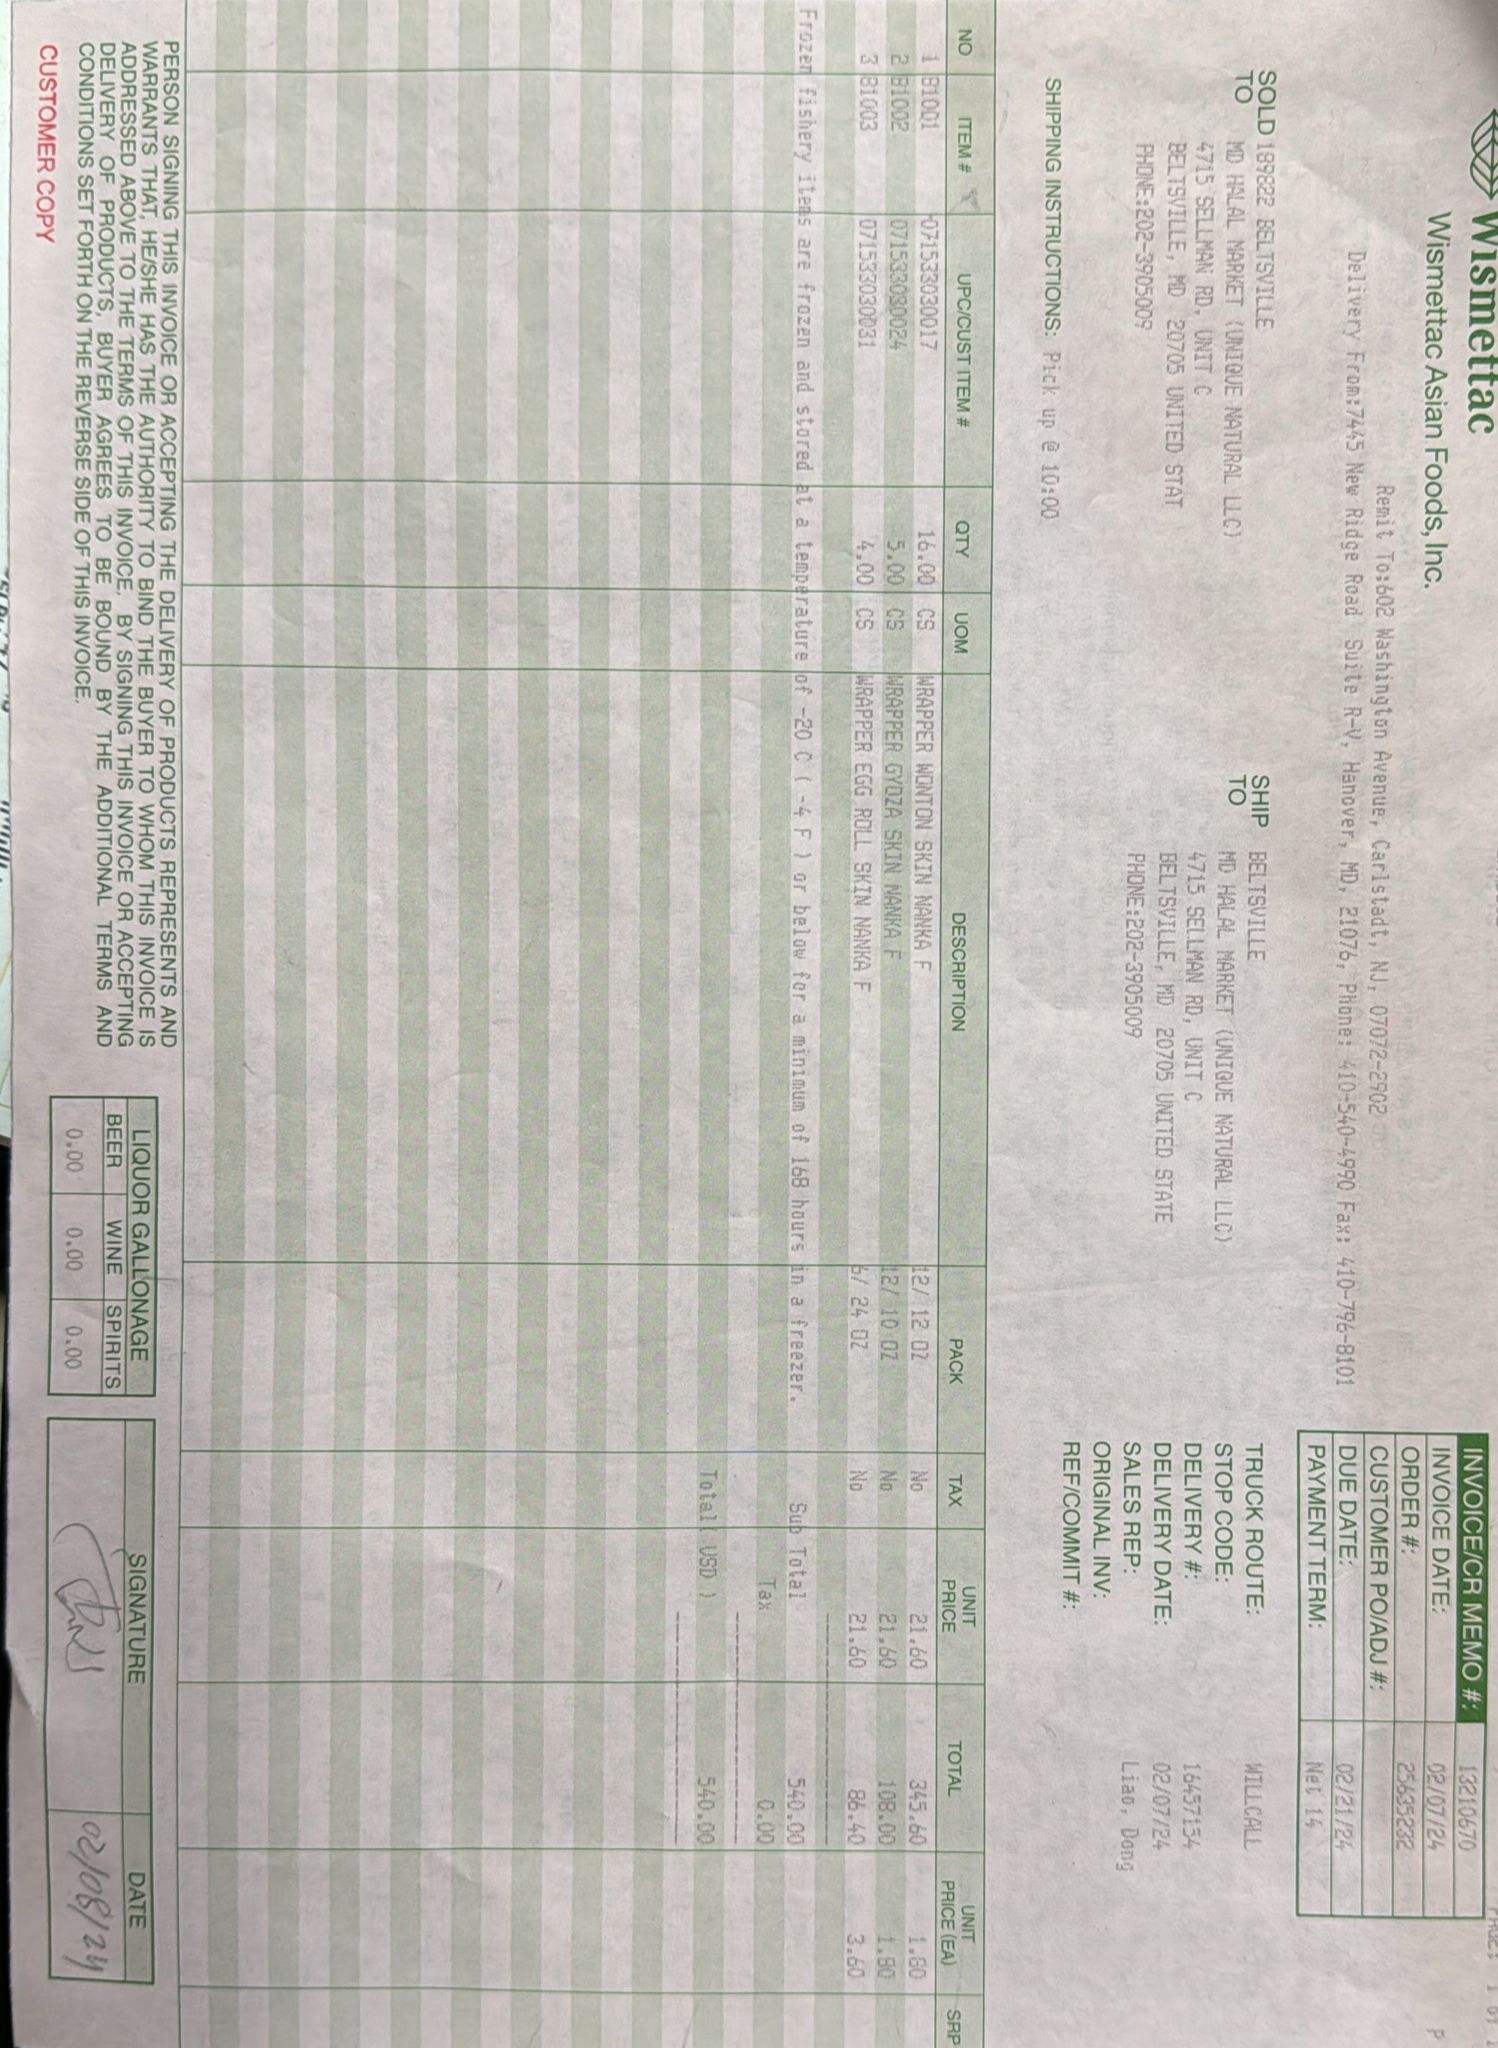 Wismettac
Wismettac Asian Foods, Inc.
Remit To:602 Washington Avenue, Carlstadt, NJ, 07072-2902
Delivery From:7445 New Ridge Road Suite R-V, Hanover, MD, 21076, Phone: 410-540-4990 Fax: 410-796-8101
INVOICE/CR MEMO #: 13210670
INVOICE DATE: 02/07/24
ORDER #: 25635232
CUSTOMER PO/ADJ #:
DUE DATE: 02/21/24
PAYMENT TERM: Net 14
P
SOLD TO 189822 BELTSVILLE
MD HALAL MARKET (UNIQUE NATURAL LLC)
4715 SELLMAN RD, UNIT C
BELTSVILLE, MD 20705 UNITED STAT
PHONE:202-3905009
SHIP TO BELTSVILLE
MD HALAL MARKET (UNIQUE NATURAL LLC)
4715 SELLMAN RD, UNIT C
BELTSVILLE, MD 20705 UNITED STATE
PHONE:202-3905009
TRUCK ROUTE: WILLCALL
STOP CODE:
DELIVERY #: 16457154
DELIVERY DATE: 02/07/24
SALES REP: Liao, Dong
ORIGINAL INV:
REF/COMMIT #:
SHIPPING INSTRUCTIONS: Pick up @ 10:00
NO ITEM # UPC/CUST ITEM # QTY UOM DESCRIPTION PACK TAX UNIT PRICE TOTAL UNIT PRICE (EA) SRP
1 81001 071533030017 16.00 CS WRAPPER WONTON SKIN NANKA F 12/ 12 OZ No 21.60 345.60 1.80
2 81002 071533030024 5.00 CS WRAPPER GYOZA SKIN NANKA F 12/ 10 OZ No 21.60 108.00 1.80
3 81003 071533030031 4.00 CS WRAPPER EGG ROLL SKIN NANKA F 6/ 24 OZ No 21.60 86.40 3.60
Frozen fishery items are frozen and stored at a temperature of -20 C ( -4 F ) or below for a minimum of 168 hours in a freezer.
Sub Total 540.00
Tax 0.00
Total( USD ) 540.00
PERSON SIGNING THIS INVOICE OR ACCEPTING THE DELIVERY OF PRODUCTS REPRESENTS AND
WARRANTS THAT, HE/SHE HAS THE AUTHORITY TO BIND THE BUYER TO WHOM THIS INVOICE IS
ADDRESSED ABOVE TO THE TERMS OF THIS INVOICE. BY SIGNING THIS INVOICE OR ACCEPTING
DELIVERY OF PRODUCTS, BUYER AGREES TO BE BOUND BY THE ADDITIONAL TERMS AND
CONDITIONS SET FORTH ON THE REVERSE SIDE OF THIS INVOICE.
CUSTOMER COPY
LIQUOR GALLONAGE
BEER WINE SPIRITS
0.00 0.00 0.00
SIGNATURE DATE
02/08/24